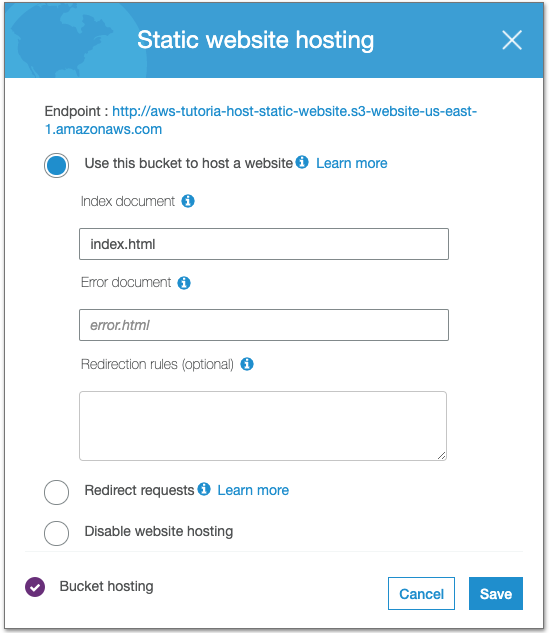 Static website hosting
Endpoint : http://aws-tutoria-host-static-website.s3-website-us-east-
1.amazonaws.com
Use this bucket to host a website Learn more
Index document
index.html
Error document
error.html
Redirection rules (optional)
Redirect requests Learn more
Disable website hosting
Bucket hosting
Cancel
Save